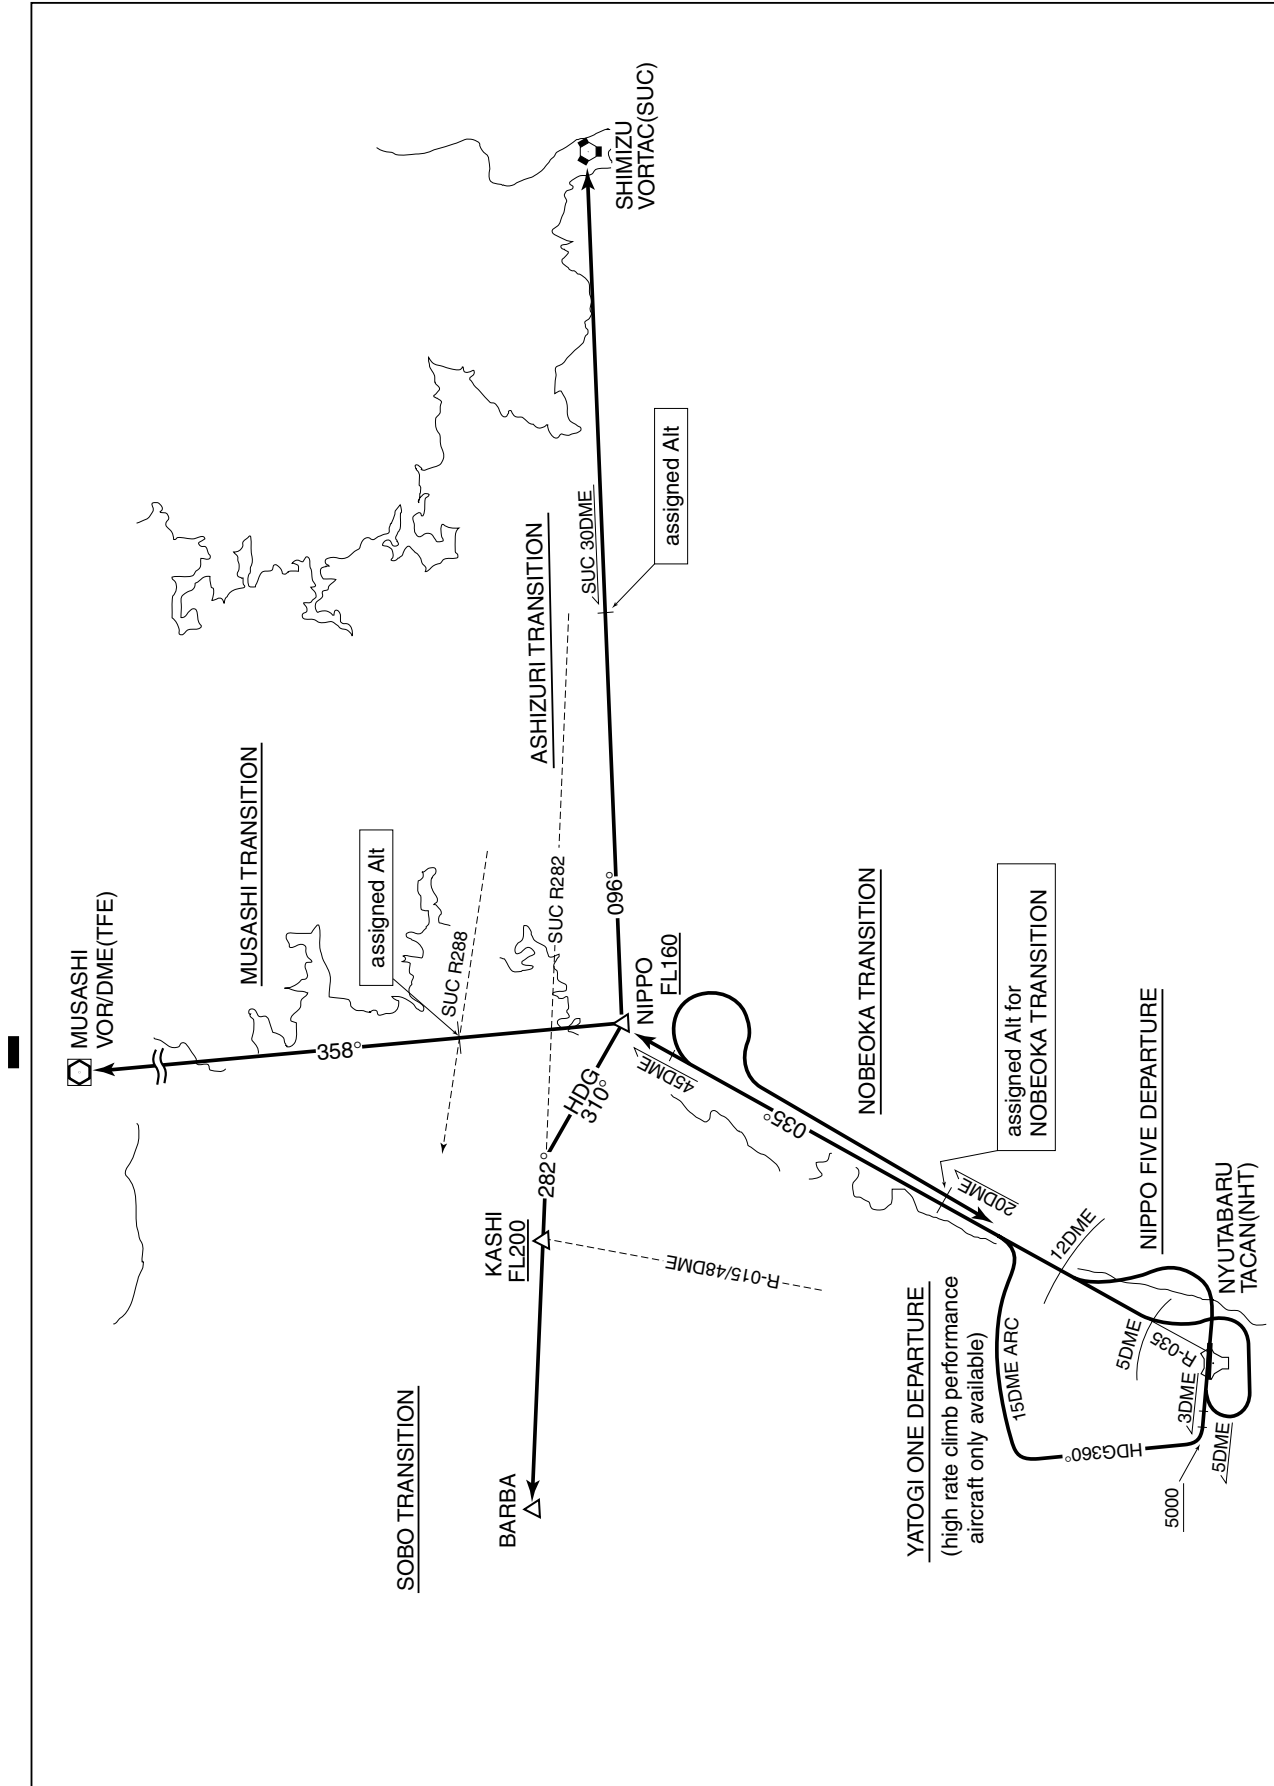 MUSASHI
VOR/DME(TFE)
MUSASHI TRANSITION
358°
assigned Alt
SUC R288
SHIMIZU
VORTAC(SUC)
ASHIZURI TRANSITION
SUC 30DME
assigned Alt
SUC R282
096°
NIPPO
FL160
HDG
310°
282°
KASHI
FL200
R-015/48DME
BARBA
SOBO TRANSITION
45DME
035°
NOBEOKA TRANSITION
20DME
assigned Alt for
NOBEOKA TRANSITION
12DME
NIPPO FIVE DEPARTURE
YATOGI ONE DEPARTURE
(high rate climb performance
aircraft only available)
15DME ARC
HDG360°
5DME
R-035
3DME
5DME
5000
NYUTABARU
TACAN(NHT)